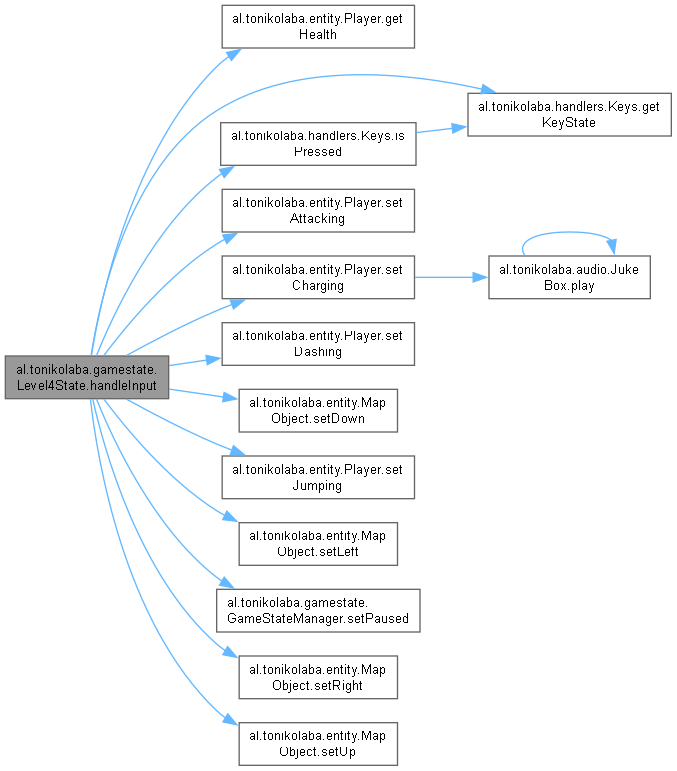 al.tonikolaba.entity.Player.get
Health
al.tonikolaba.handlers.Keys.get
KeyState
al.tonikolaba.handlers.Keys.is
Pressed
al.tonikolaba.entity.Player.set
Attacking
al.tonikolaba.entity.Player.set
Charging
al.tonikolaba.audio.Juke
Box.play
al.tonikolaba.entity.Player.set
Dashing
al.tonikolaba.gamestate.
Level4State.handleInput
al.tonikolaba.entity.Map
Object.setDown
al.tonikolaba.entity.Player.set
Jumping
al.tonikolaba.entity.Map
Object.setLeft
al.tonikolaba.gamestate.
GameStateManager.setPaused
al.tonikolaba.entity.Map
Object.setRight
al.tonikolaba.entity.Map
Object.setUp